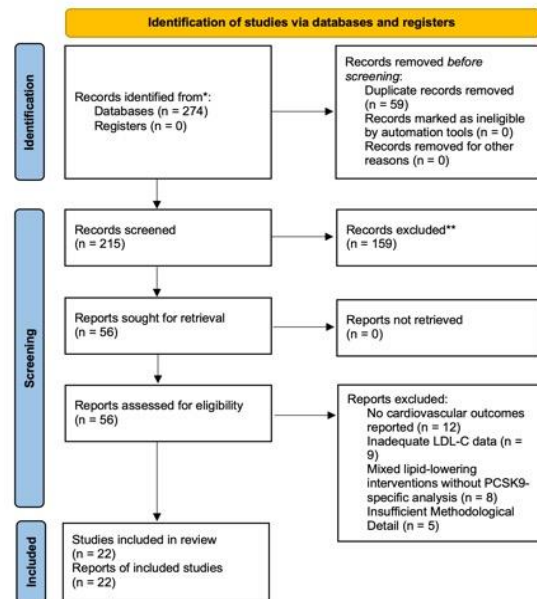 Identification of studies via databases and registers
Identification
Records identified from*:
Databases (n = 274)
Registers (n = 0)
Records removed before
screening:
Duplicate records removed
(n = 59)
Records marked as ineligible
by automation tools (n = 0)
Records removed for other
reasons (n = 0)
Screening
Records screened
(n = 215)
Records excluded**
(n = 159)
Reports sought for retrieval
(n = 56)
Reports not retrieved
(n = 0)
Reports assessed for eligibility
(n = 56)
Reports excluded:
No cardiovascular outcomes
reported (n = 12)
Inadequate LDL-C data (n =
9)
Mixed lipid-lowering
interventions without PCSK9-
specific analysis (n = 8)
Insufficient Methodological
Detail (n = 5)
Included
Studies included in review
(n = 22)
Reports of included studies
(n = 22)